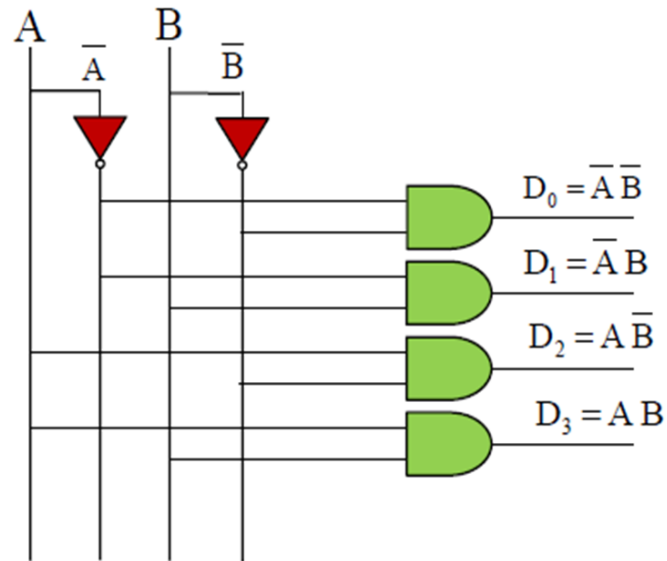 A B
A̅ B̅
D₀ = A̅ B̅
D₁ = A̅ B
D₂ = A B̅
D₃ = A B